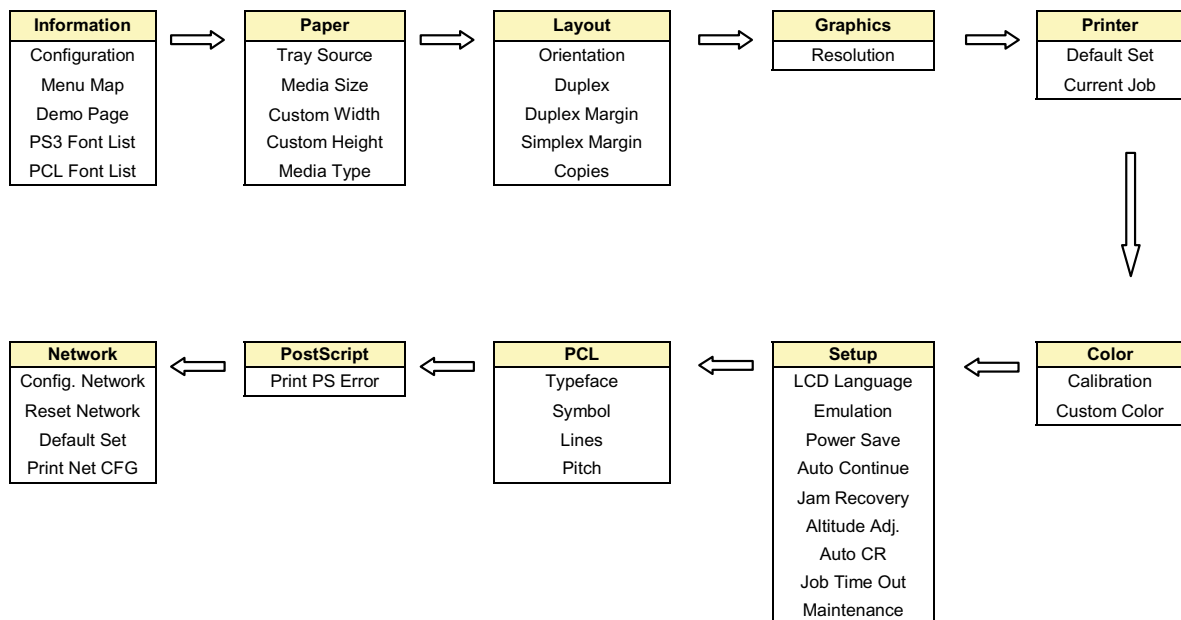 Information
Configuration
Menu Map
Demo Page
PS3 Font List
PCL Font List
Paper
Tray Source
Media Size
Custom Width
Custom Height
Media Type
Layout
Orientation
Duplex
Duplex Margin
Simplex Margin
Copies
Graphics
Resolution
Printer
Default Set
Current Job
Color
Calibration
Custom Color
Setup
LCD Language
Emulation
Power Save
Auto Continue
Jam Recovery
Altitude Adj.
Auto CR
Job Time Out
Maintenance
PCL
Typeface
Symbol
Lines
Pitch
PostScript
Print PS Error
Network
Config. Network
Reset Network
Default Set
Print Net CFG